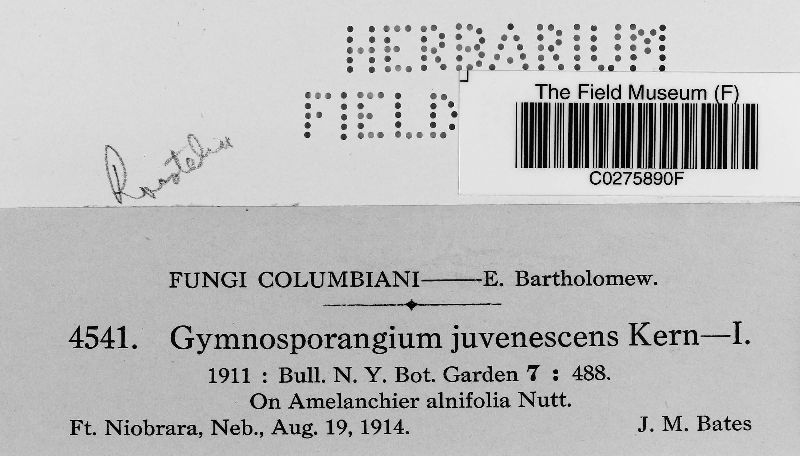 HERBARIUM
FIELD
The Field Museum (F)
C0275890F
Roestelia
FUNGI COLUMBIANI——E. Bartholomew.
4541. Gymnosporangium juvenescens Kern—I.
1911 : Bull. N. Y. Bot. Garden 7 : 488.
On Amelanchier alnifolia Nutt.
Ft. Niobrara, Neb., Aug. 19, 1914. J. M. Bates